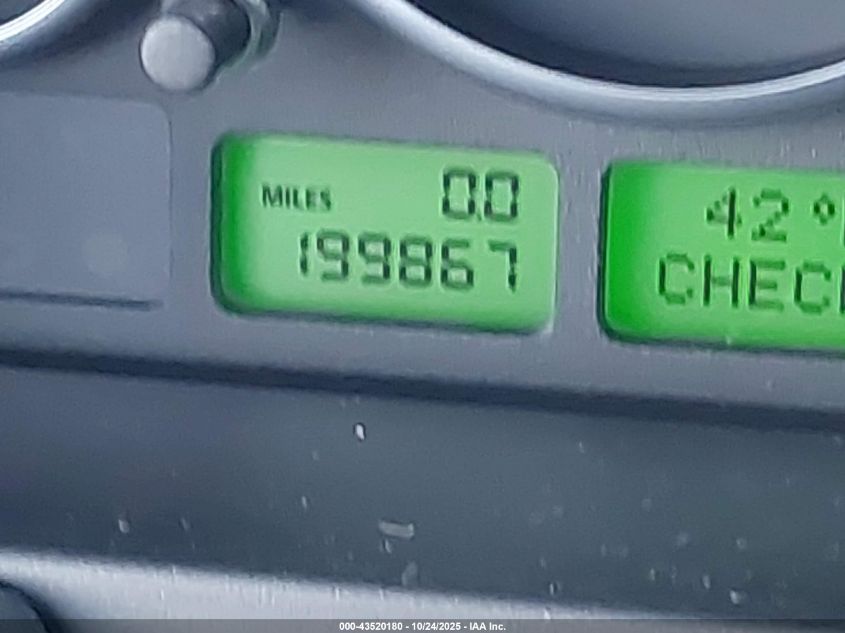 MILES 0.0
199867
42°
CHEC
000-43520180 - 10/24/2025 - IAA Inc.